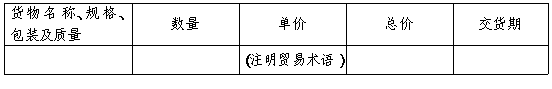 货物名称、规格、
包装及质量
数量
单价
总价
交货期
(注明贸易术语)